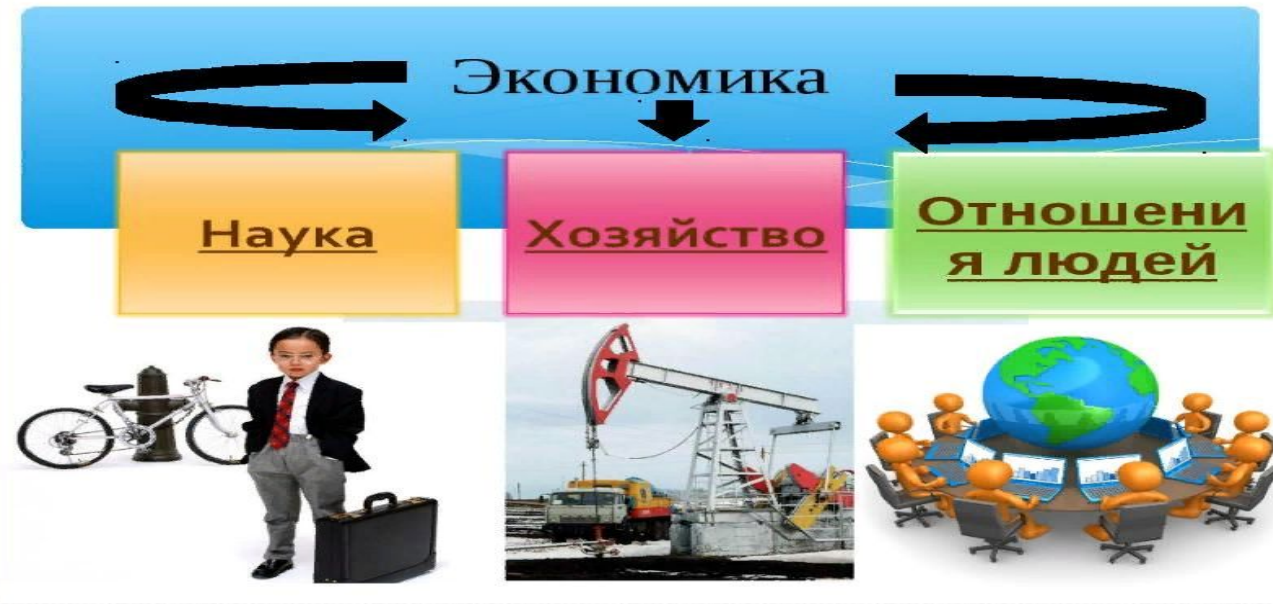 Экономика
Наука
Хозяйство
Отношени
я людей